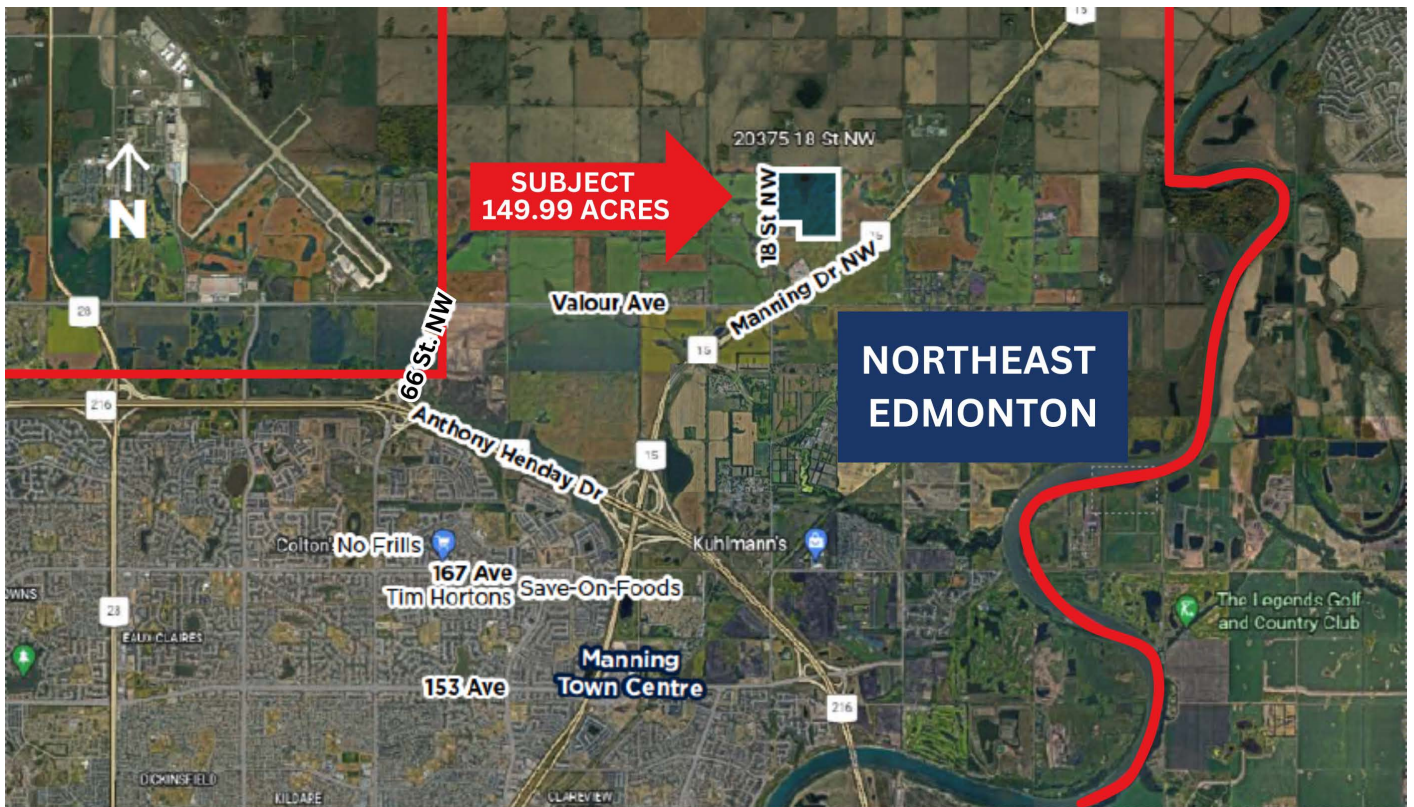 15
20375 18 St NW
SUBJECT
149.99 ACRES
18 St NW
N
15
Manning Dr NW
Valour Ave
28
66 St. NW
15
NORTHEAST
EDMONTON
216
Anthony Henday Dr
15
Colton's
No Frills
Kuhlmann's
167 Ave
Tim Hortons
Save-On-Foods
OWNS
28
EAUX CLAIRES
The Legends Golf
and Country Club
Manning
Town Centre
153 Ave
216
DICKINSFIELD
KILDARE
CLAREVIEW